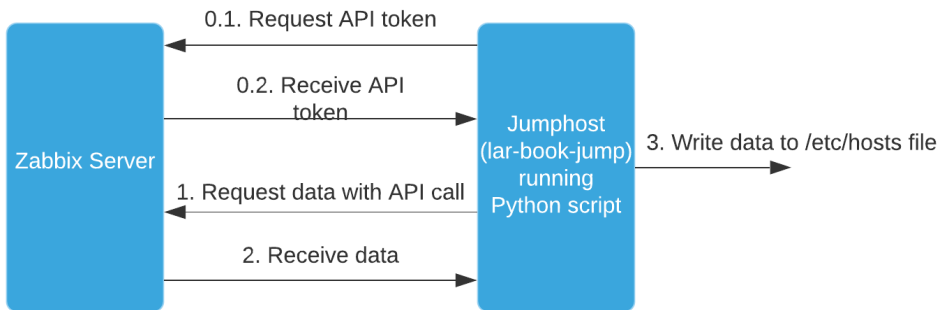 0.1. Request API token
0.2. Receive API
token
Zabbix Server
Jumphost
(lar-book-jump)
running
Python script
3. Write data to /etc/hosts file
1. Request data with API call
2. Receive data